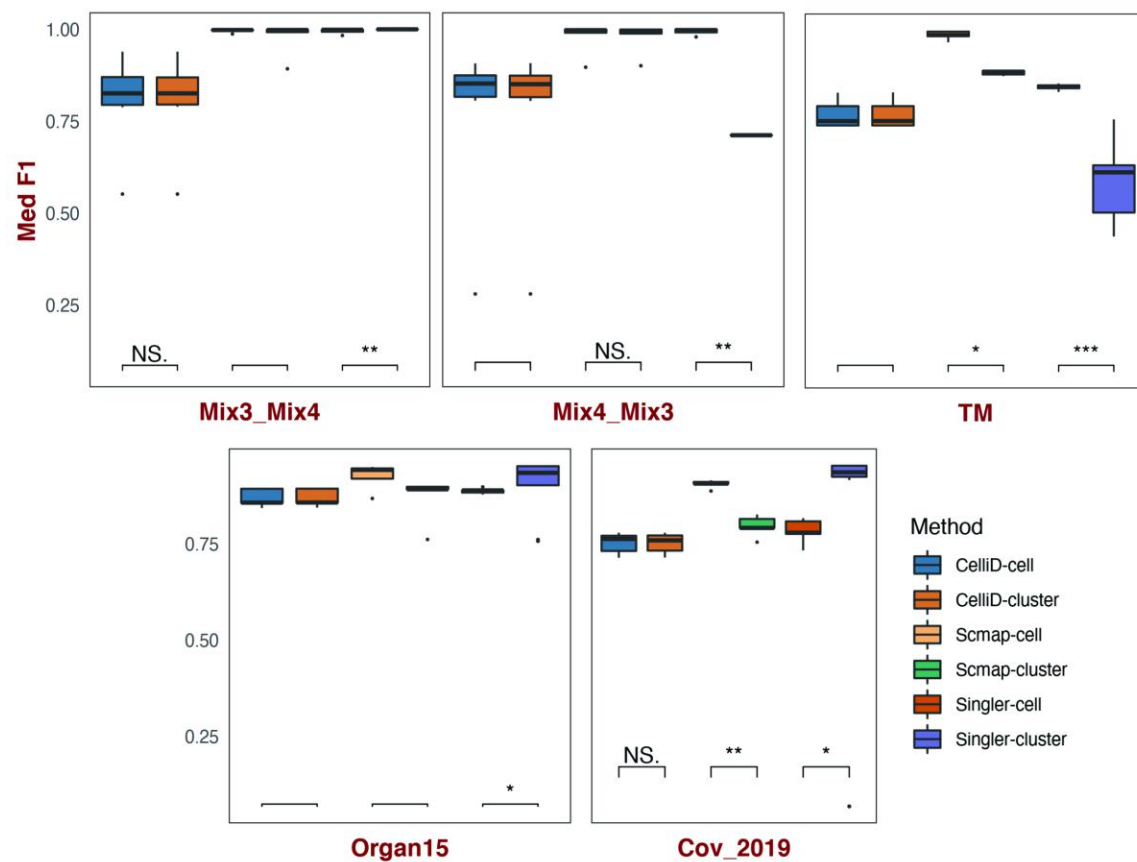 1.00
0.75
0.50
0.25
Med F1
NS.
**
NS.
**
*
***
Mix3_Mix4
Mix4_Mix3
TM
0.75
0.50
0.25
*
NS.
**
*
Organ15
Cov_2019
Method
CelliD-cell
CelliD-cluster
Scmap-cell
Scmap-cluster
Singler-cell
Singler-cluster